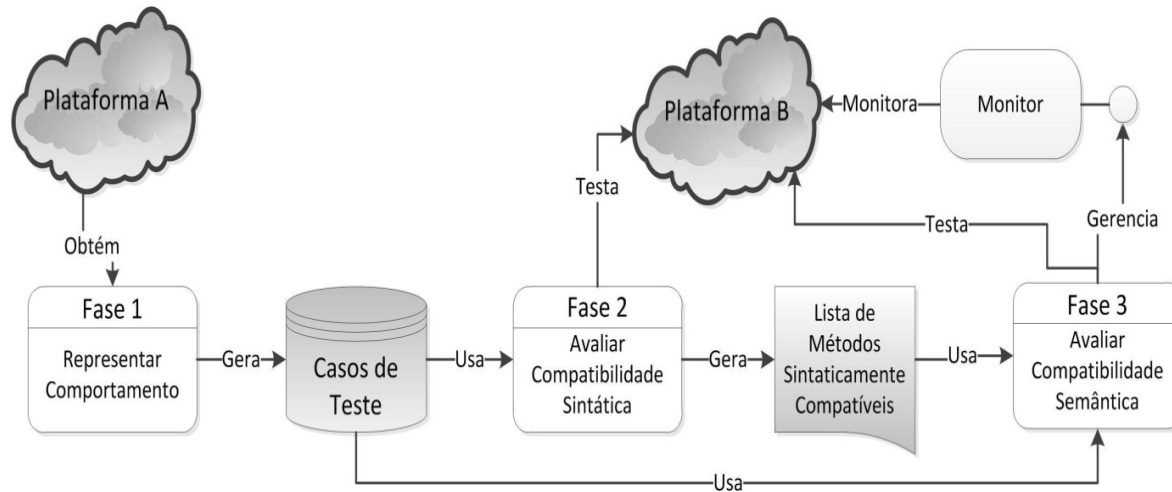 Plataforma A
Plataforma B
Monitora
Monitor
Testa
Testa
Gerencia
Obtém
Fase 1
Representar
Comportamento
Gera
Casos de
Teste
Usa
Fase 2
Avaliar
Compatibilidade
Sintática
Gera
Lista de
Métodos
Sintaticamente
Compatíveis
Usa
Fase 3
Avaliar
Compatibilidade
Semântica
Usa